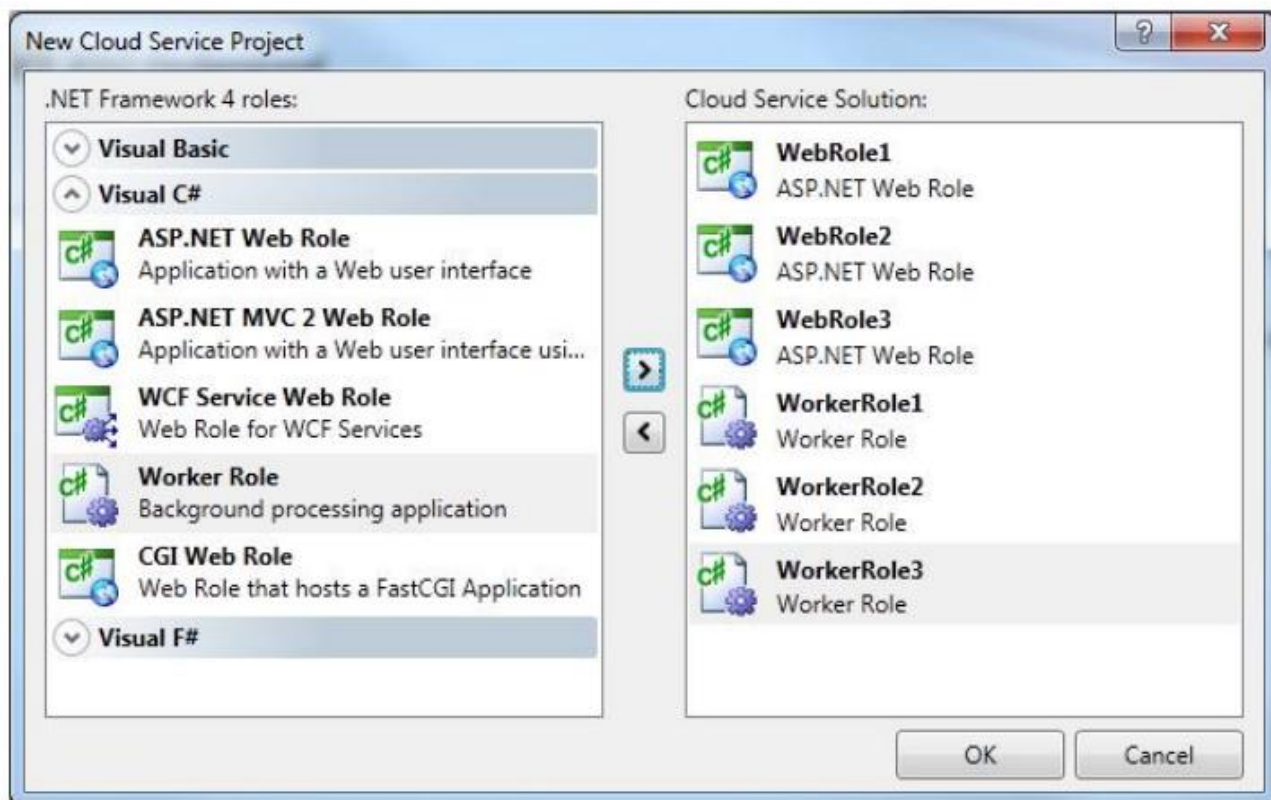 New Cloud Service Project
?
X
.NET Framework 4 roles:
Visual Basic
Visual C#
C#
ASP.NET Web Role
Application with a Web user interface
C#
ASP.NET MVC 2 Web Role
Application with a Web user interface usi...
C#
WCF Service Web Role
Web Role for WCF Services
C#
Worker Role
Background processing application
C#
CGI Web Role
Web Role that hosts a FastCGI Application
Visual F#
>
<
Cloud Service Solution:
C#
WebRole1
ASP.NET Web Role
C#
WebRole2
ASP.NET Web Role
C#
WebRole3
ASP.NET Web Role
C#
WorkerRole1
Worker Role
C#
WorkerRole2
Worker Role
C#
WorkerRole3
Worker Role
OK
Cancel